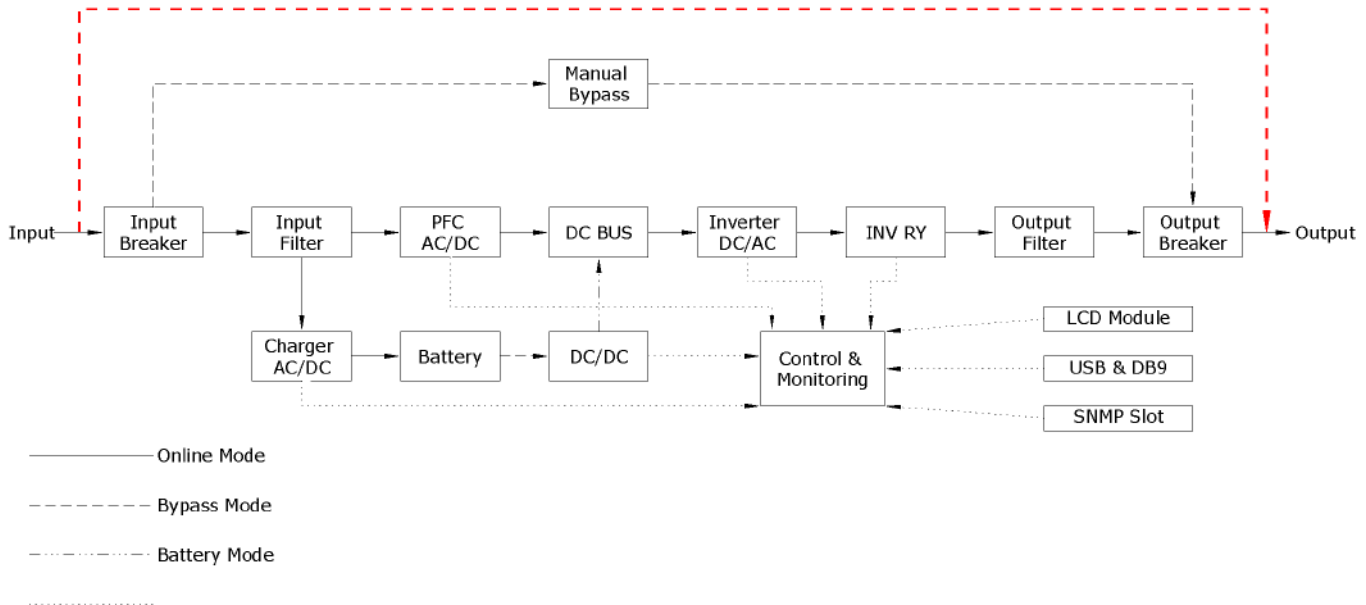 Manual
Bypass
Input
Input
Breaker
Input
Filter
PFC
AC/DC
DC BUS
Inverter
DC/AC
INV RY
Output
Filter
Output
Breaker
Output
Charger
AC/DC
Battery
DC/DC
Control &
Monitoring
LCD Module
USB & DB9
SNMP Slot
Online Mode
Bypass Mode
Battery Mode